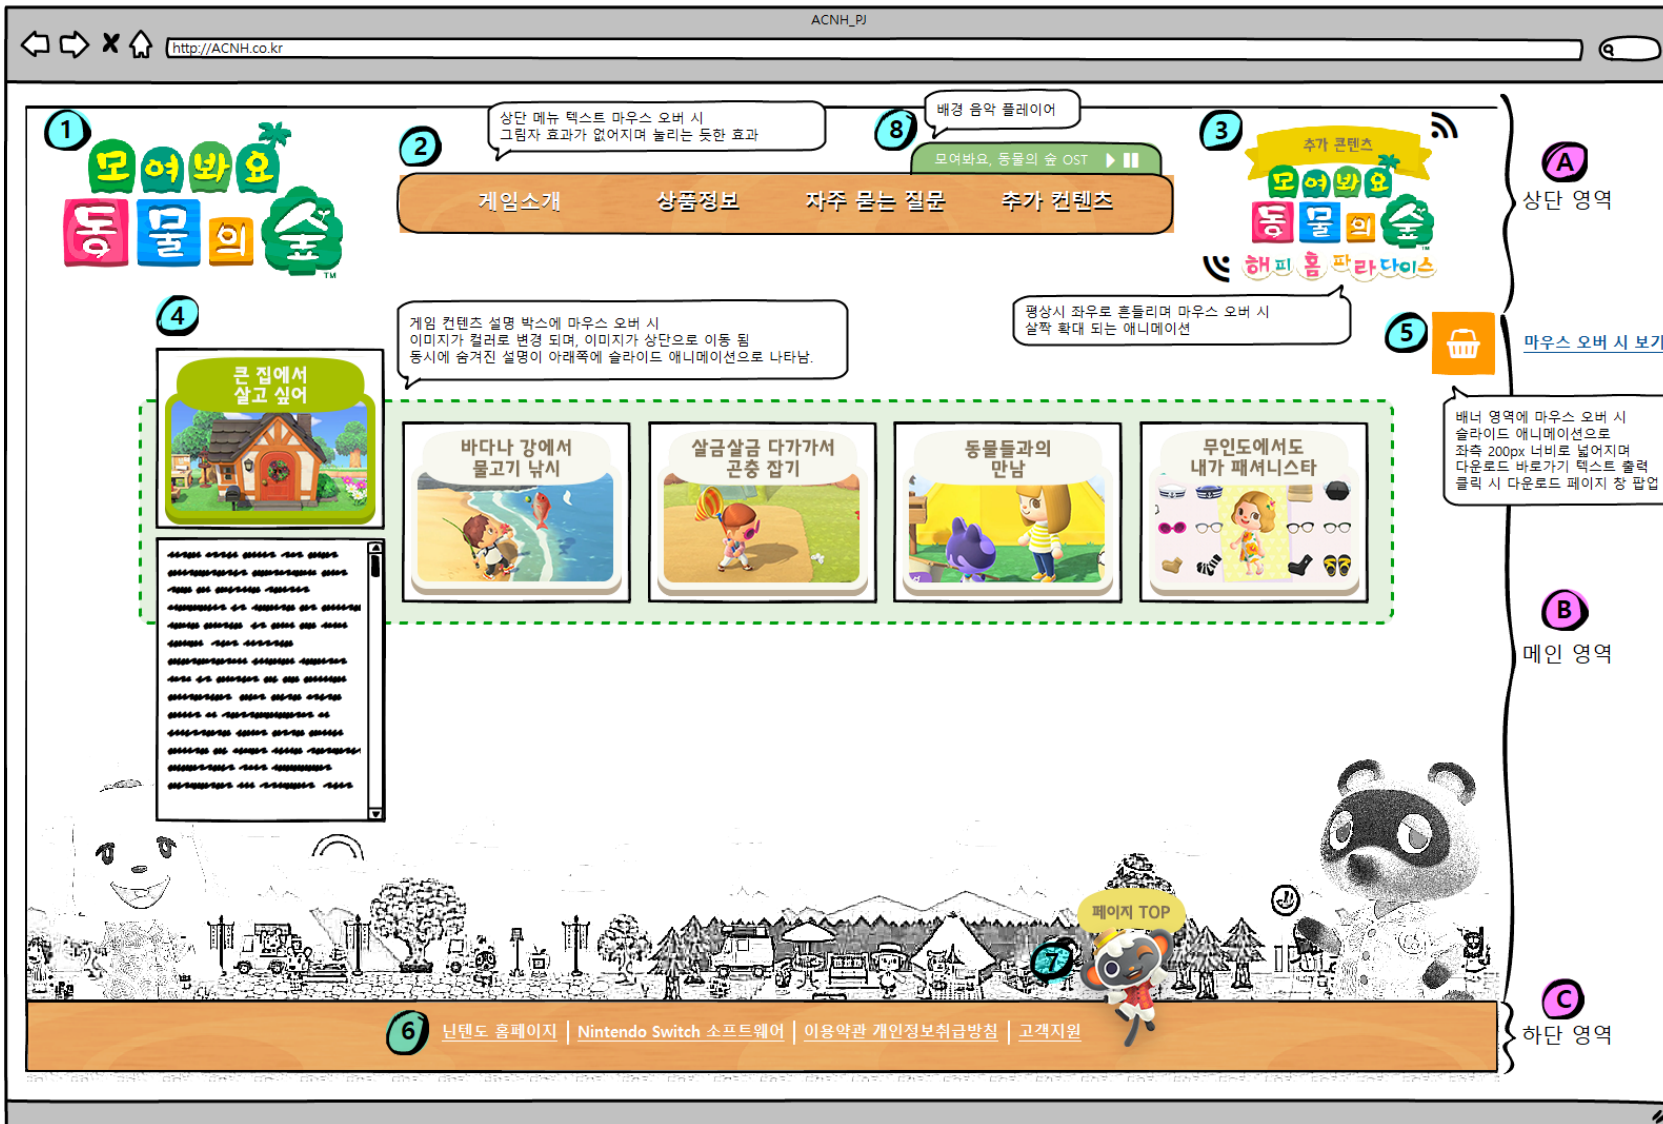 ACNH_PJ
http://ACNH.co.kr
1
모여봐요
동물의숲
TM
2
상단 메뉴 텍스트 마우스 오버 시
그림자 효과가 없어지며 눌리는 듯한 효과
8
배경 음악 플레이어
모여봐요, 동물의 숲 OST
게임소개
상품정보
자주 묻는 질문
추가 컨텐츠
3
추가 콘텐츠
모여봐요
동물의숲
해피 홈 파라다이스
평상시 좌우로 흔들리며 마우스 오버 시
살짝 확대 되는 애니메이션
A
상단 영역
4
게임 컨텐츠 설명 박스에 마우스 오버 시
이미지가 컬러로 변경 되며, 이미지가 상단으로 이동 됨
동시에 숨겨진 설명이 아래쪽에 슬라이드 애니메이션으로 나타남.
5
마우스 오버 시 보기
배너 영역에 마우스 오버 시
슬라이드 애니메이션으로
좌측 200px 너비로 넓어지며
다운로드 바로가기 텍스트 출력
클릭 시 다운로드 페이지 창 팝업
큰 집에서
살고 싶어
바다나 강에서
물고기 낚시
살금살금 다가가서
곤충 잡기
동물들과의
만남
무인도에서도
내가 패셔니스타
B
메인 영역
페이지 TOP
7
C
하단 영역
6
닌텐도 홈페이지 | Nintendo Switch 소프트웨어 | 이용약관 개인정보취급방침 | 고객지원